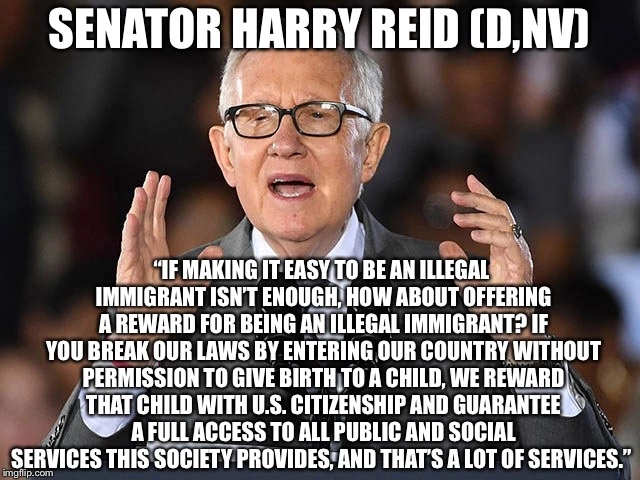 SENATOR HARRY REID (D,NV)
“IF MAKING IT EASY TO BE AN ILLEGAL
IMMIGRANT ISN’T ENOUGH, HOW ABOUT OFFERING
A REWARD FOR BEING AN ILLEGAL IMMIGRANT? IF
YOU BREAK OUR LAWS BY ENTERING OUR COUNTRY WITHOUT
PERMISSION TO GIVE BIRTH TO A CHILD, WE REWARD
THAT CHILD WITH U.S. CITIZENSHIP AND GUARANTEE
A FULL ACCESS TO ALL PUBLIC AND SOCIAL
SERVICES THIS SOCIETY PROVIDES, AND THAT’S A LOT OF SERVICES.”
imgflip.com